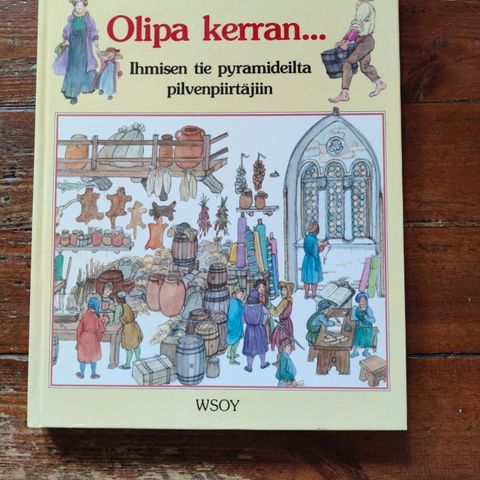 Olipa kerran...
Ihmisen tie pyramideilta
pilvenpiirtäjiin
WSOY